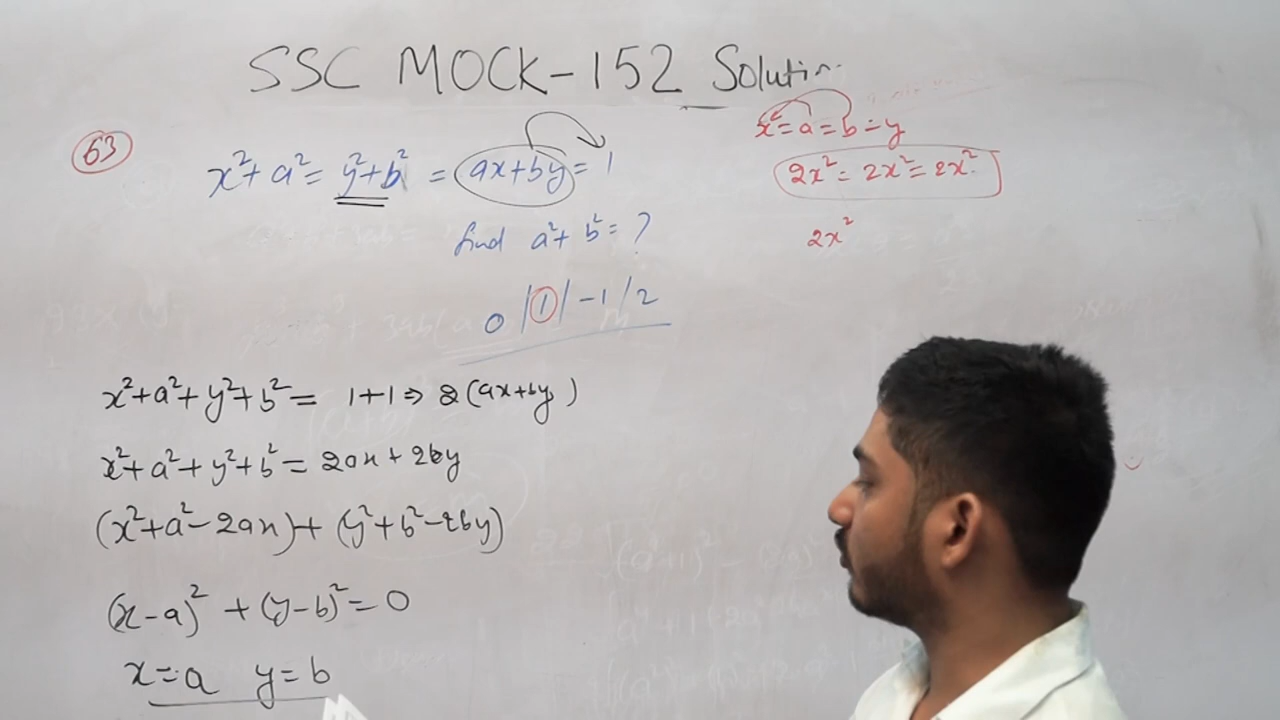 SSC MOCK-152 Solution
63
x²+a² = y²+b² = ax+by = 1
find a²+b² = ?
0 | 1 | -1 / 2
x²=a=b=y
2x² = 2x² = 2x²
2x²
x²+a²+y²+b² = 1+1 ⇒ 2(ax+by)
x²+a²+y²+b² = 2ax+2by
(x²+a²-2ax)+(y²+b²-2by)
(x-a)² + (y-b)² = 0
x=a y=b